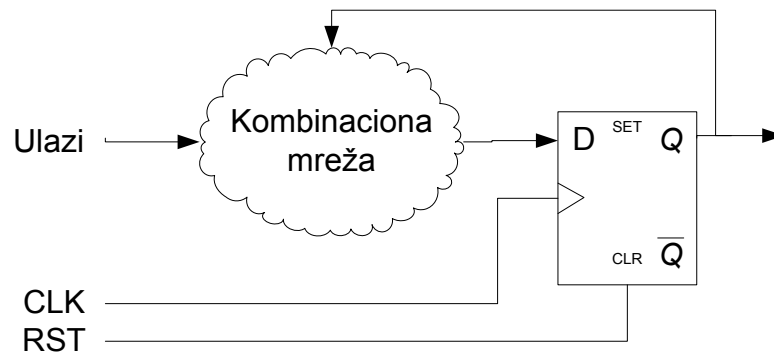 Ulazi
Kombinaciona
mreža
D SET Q
CLR Q̅
CLK
RST